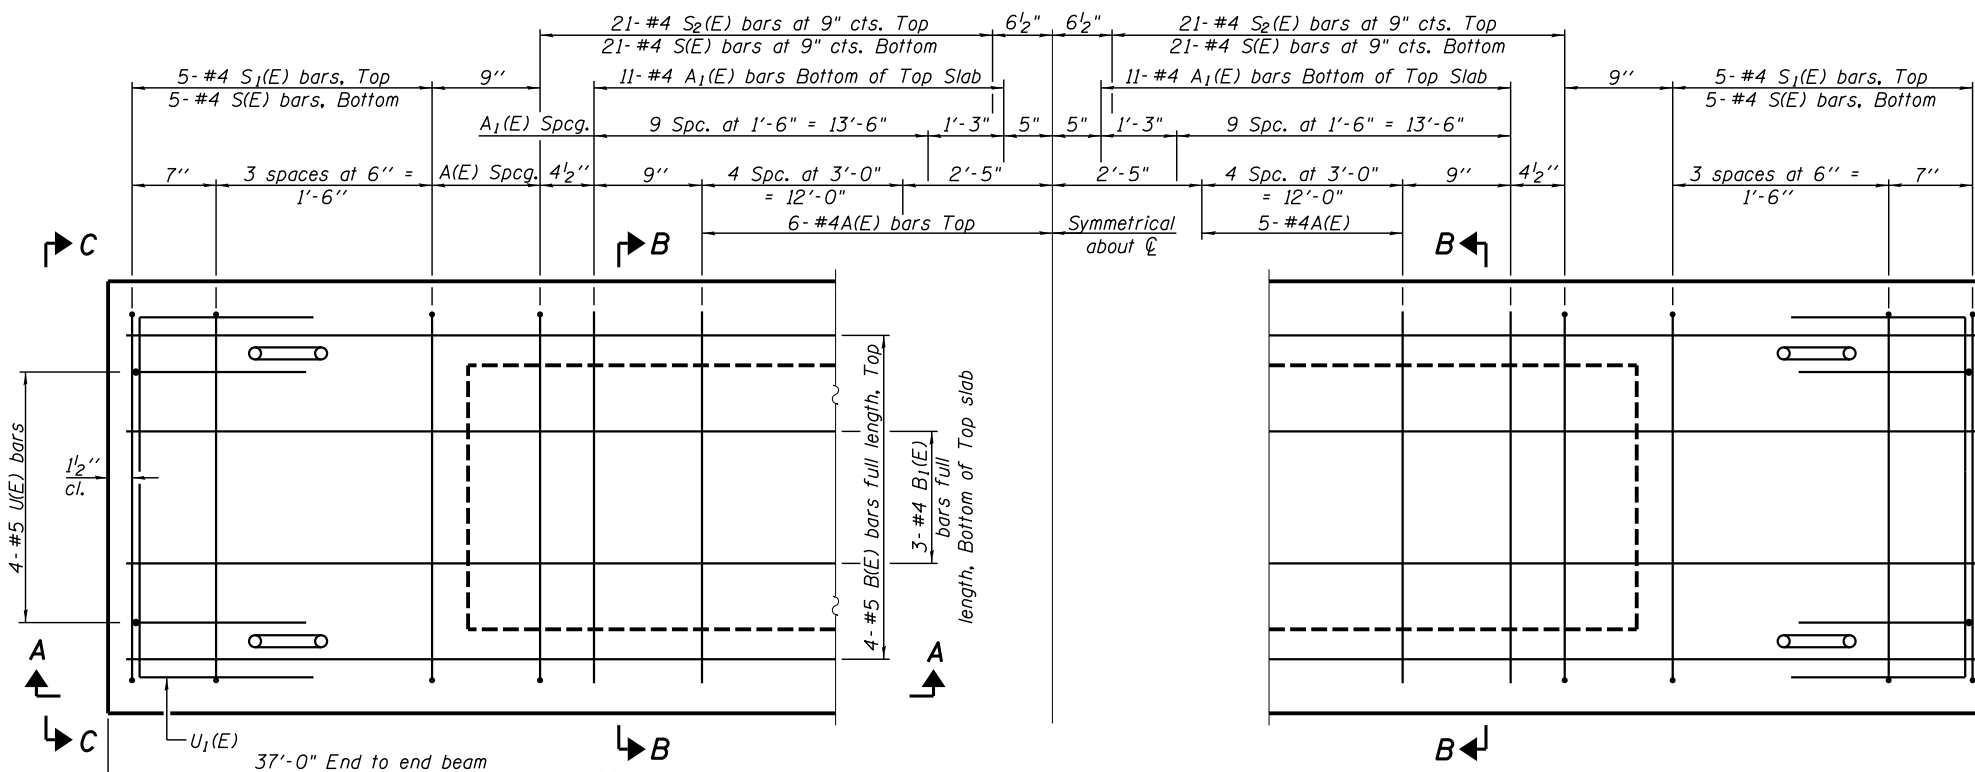 21- #4 S2(E) bars at 9" cts. Top
6½"
6½"
21- #4 S2(E) bars at 9" cts. Top
21- #4 S(E) bars at 9" cts. Bottom
21- #4 S(E) bars at 9" cts. Bottom
5- #4 S1(E) bars, Top
9''
11-#4 A1(E) bars Bottom of Top Slab
11-#4 A1(E) bars Bottom of Top Slab
9''
5- #4 S1(E) bars, Top
5- #4 S(E) bars, Bottom
5- #4 S(E) bars, Bottom
A1(E) Spcg.
9 Spc. at 1'-6" = 13'-6"
1'-3"
5"
5"
1'-3"
9 Spc. at 1'-6" = 13'-6"
7''
3 spaces at 6'' =
1'-6''
A(E) Spcg.
4½''
9''
4 Spc. at 3'-0"
= 12'-0"
2'-5"
2'-5"
4 Spc. at 3'-0"
= 12'-0"
9''
4½''
3 spaces at 6'' =
1'-6''
7''
6- #4A(E) bars Top
Symmetrical
about ℄
5- #4A(E)
C
B
B
4- #5 U(E) bars
1½''
cl.
4- #5 B(E) bars full length, Top
3- #4 B1(E)
bars full
length, Bottom of Top slab
A
A
C
U1(E)
B
B
37'-0" End to end beam